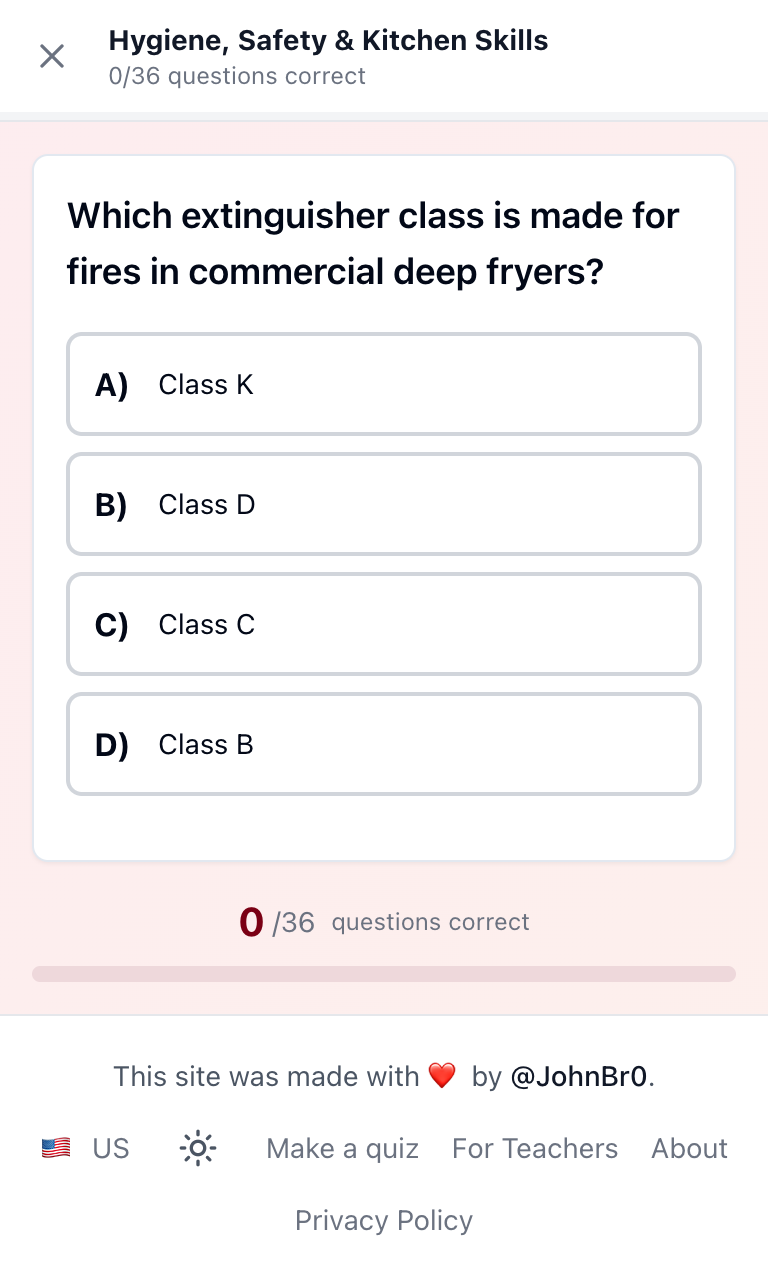 Hygiene, Safety & Kitchen Skills
0/36 questions correct
Which extinguisher class is made for
fires in commercial deep fryers?
A) Class K
B) Class D
C) Class C
D) Class B
0 /36 questions correct
This site was made with ❤️ by @JohnBr0.
🇺🇸 US Make a quiz For Teachers About
Privacy Policy